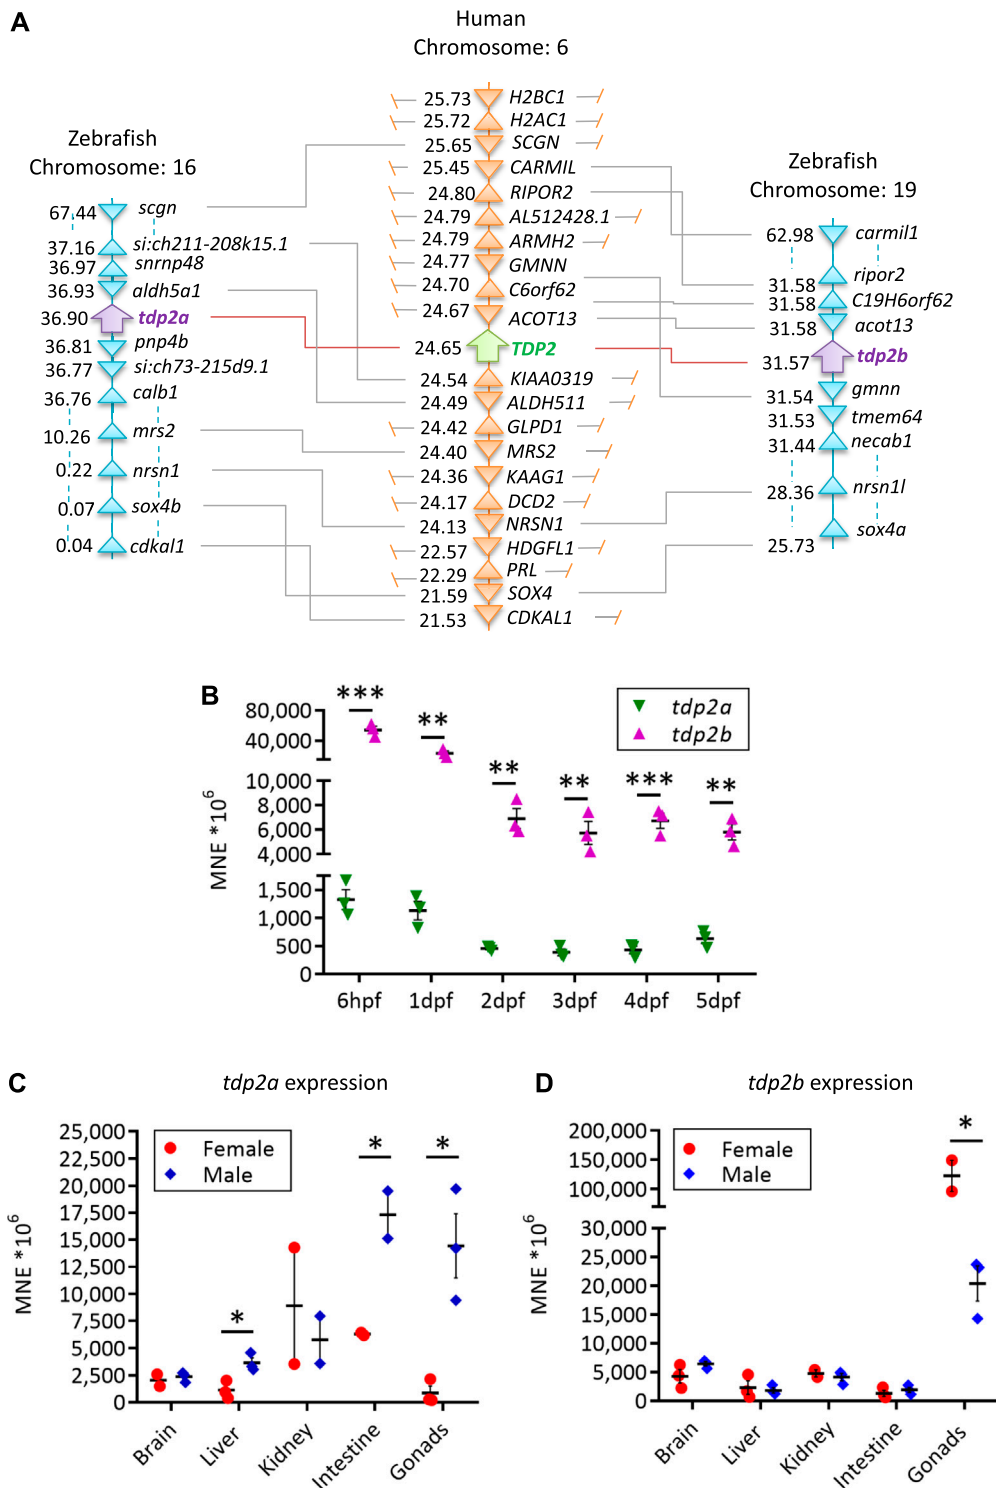 A
Human
Chromosome: 6
Zebrafish
Chromosome: 16
Zebrafish
Chromosome: 19
67.44 scgn
37.16 si:ch211-208k15.1
36.97 snrnp48
36.93 aldh5a1
36.90 tdp2a
36.81 pnp4b
36.77 si:ch73-215d9.1
36.76 calb1
10.26 mrs2
0.22 nrsn1
0.07 sox4b
0.04 cdkal1
25.73 H2BC1
25.72 H2AC1
25.65 SCGN
25.45 CARMIL
24.80 RIPOR2
24.79 AL512428.1
24.79 ARMH2
24.77 GMNN
24.70 C6orf62
24.67 ACOT13
24.65 TDP2
24.54 KIAA0319
24.49 ALDH511
24.42 GLPD1
24.40 MRS2
24.36 KAAG1
24.17 DCD2
24.13 NRSN1
22.57 HDGFL1
22.29 PRL
21.59 SOX4
21.53 CDKAL1
62.98 carmil1
31.58 ripor2
31.58 C19H6orf62
31.58 acot13
31.57 tdp2b
31.54 gmnn
31.53 tmem64
31.44 necab1
28.36 nrsn1l
25.73 sox4a
B
tdp2a
tdp2b
MNE *10^6
80,000
40,000
10,000
8,000
6,000
4,000
1,500
1,000
500
0
*** ** ** ** *** **
6hpf 1dpf 2dpf 3dpf 4dpf 5dpf
C
tdp2a expression
Female
Male
MNE *10^6
25,000
22,500
20,000
17,500
15,000
12,500
10,000
7,500
5,000
2,500
0
* * *
Brain Liver Kidney Intestine Gonads
D
tdp2b expression
Female
Male
MNE *10^6
200,000
150,000
100,000
30,000
25,000
20,000
15,000
10,000
5,000
0
*
Brain Liver Kidney Intestine Gonads